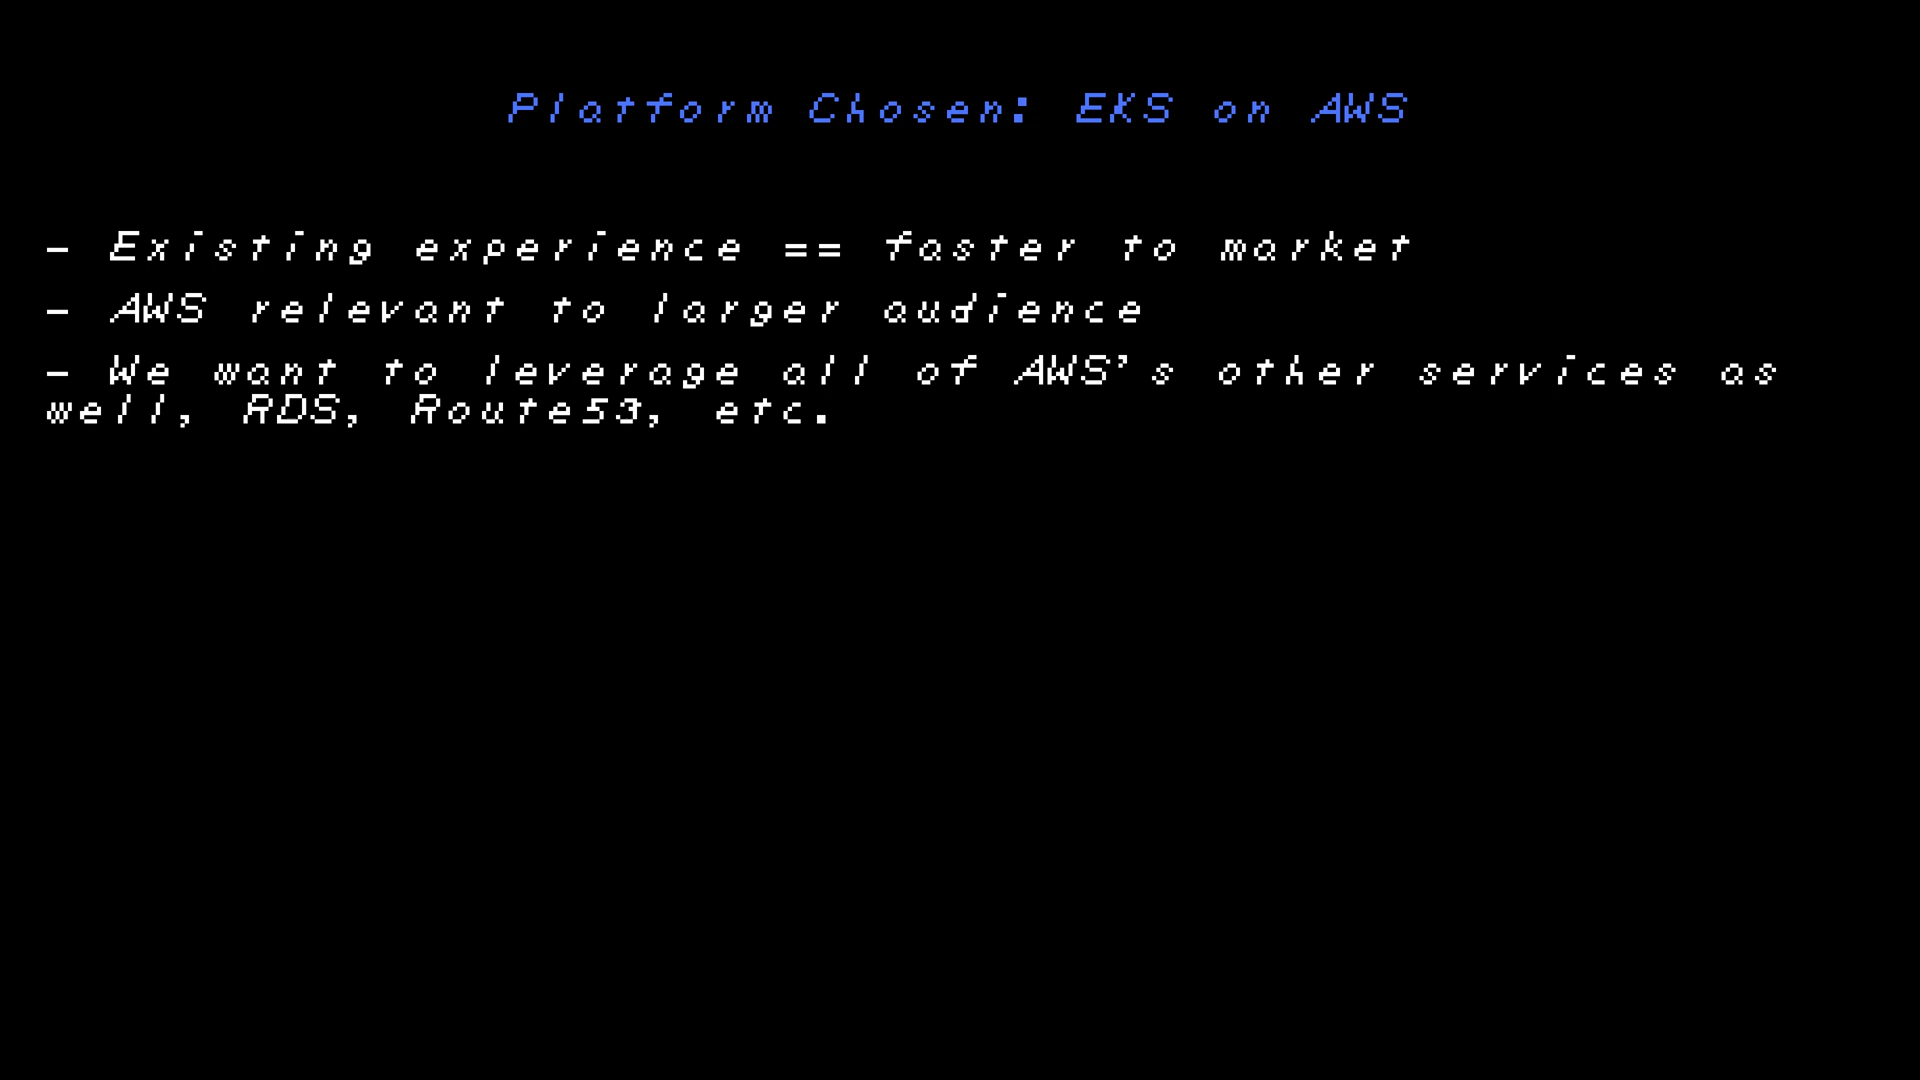 Platform Chosen: EKS on AWS
- Existing experience == faster to market
- AWS relevant to larger audience
- We want to leverage all of AWS's other services as
well, RDS, Route53, etc.